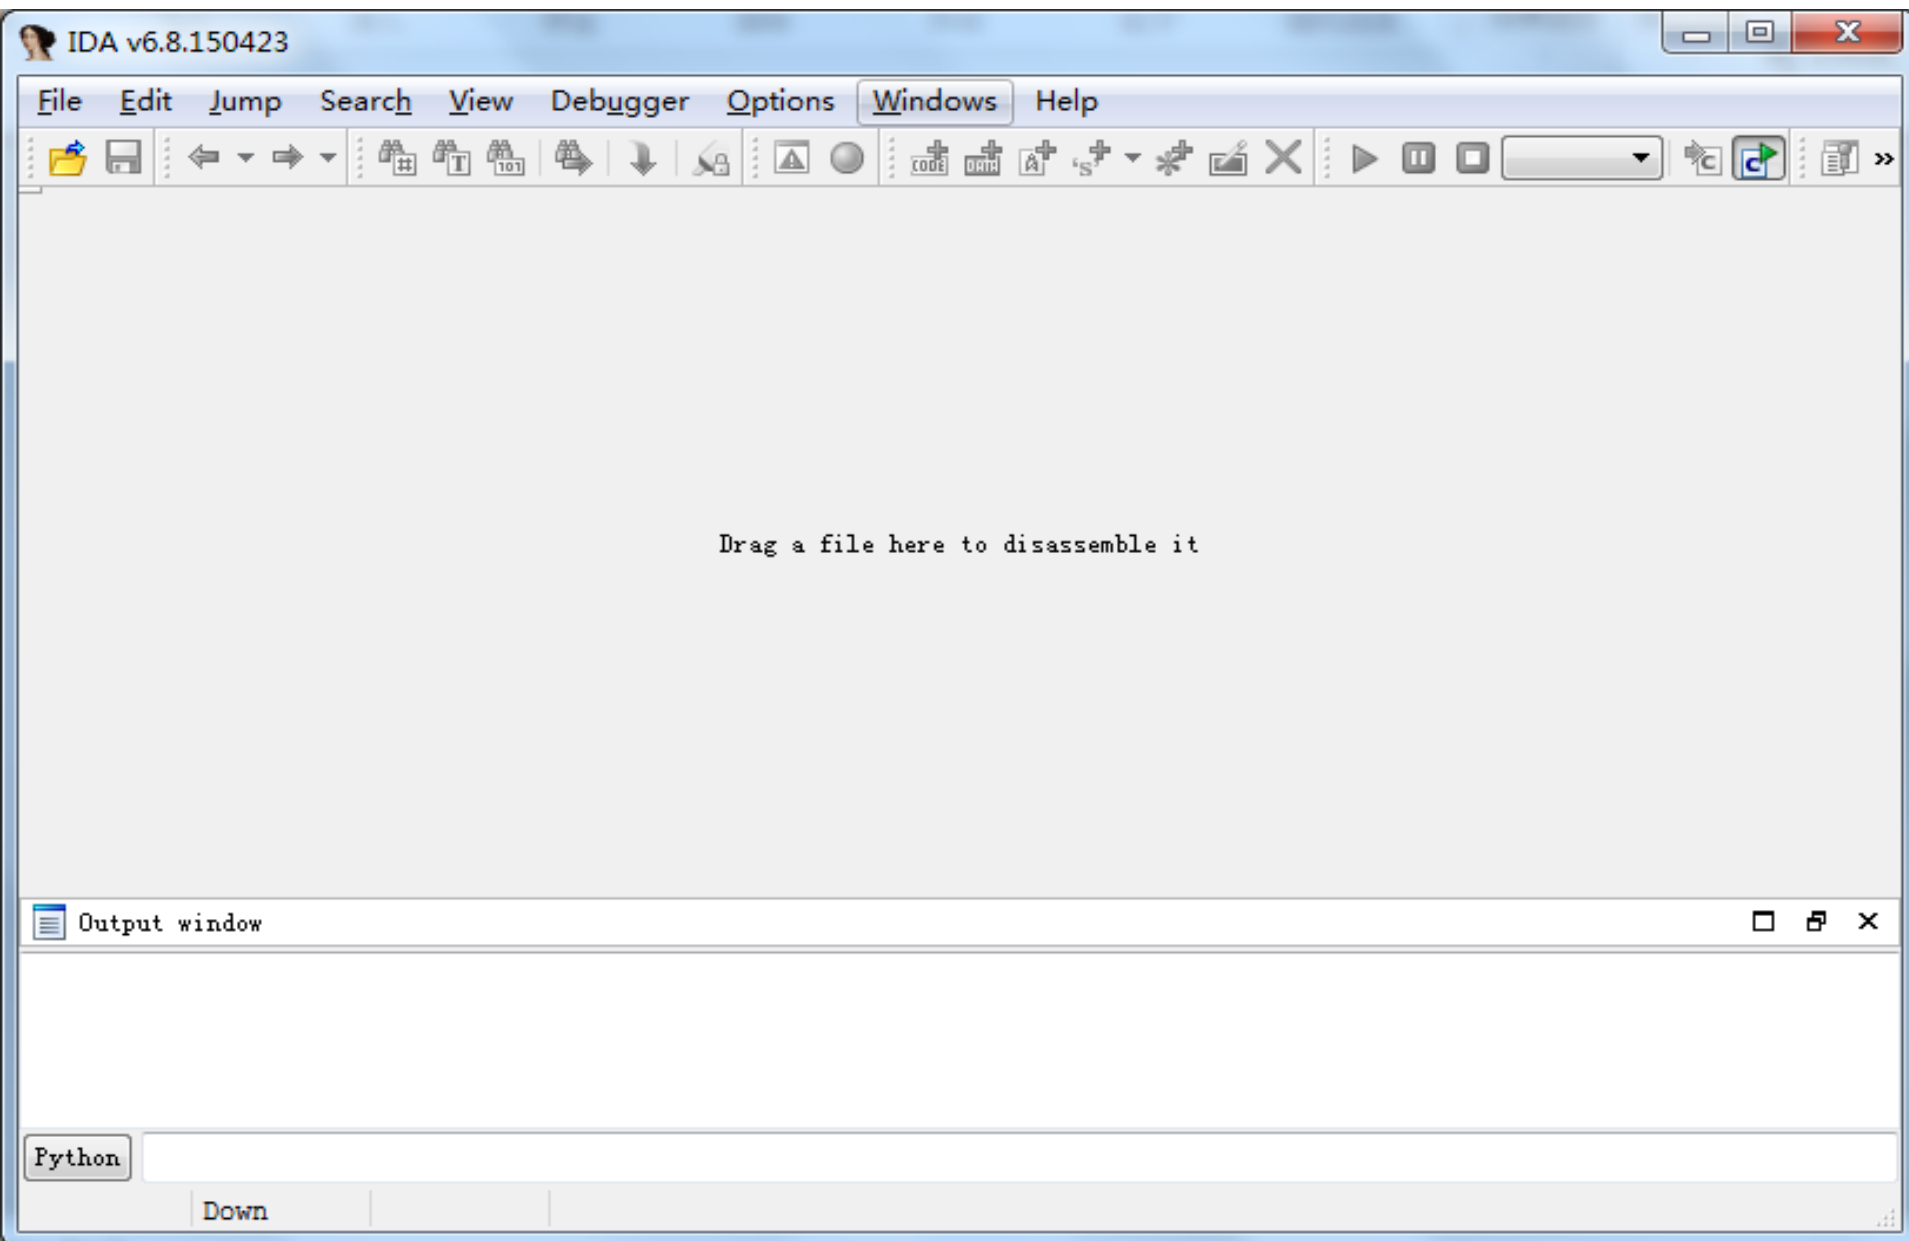 IDA v6.8.150423
File Edit Jump Search View Debugger Options Windows Help
Drag a file here to disassemble it
Output window
Python
Down